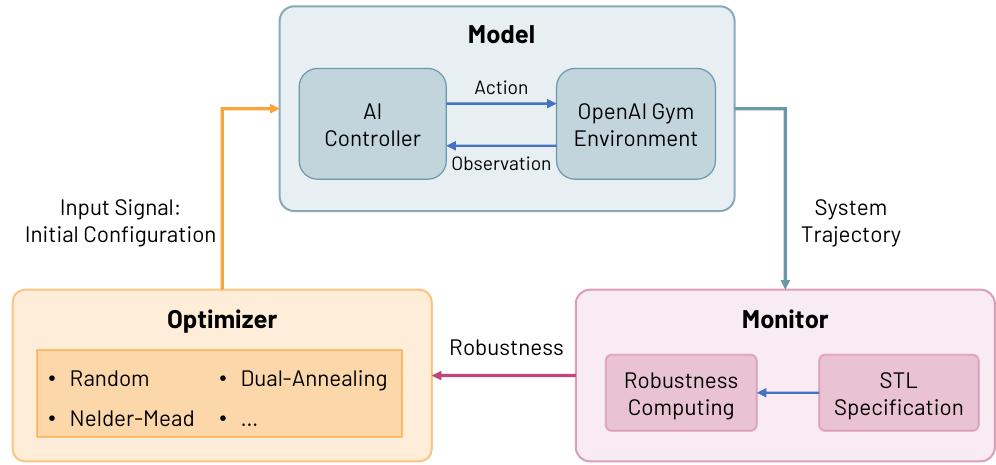 Model
AI
Controller
Action
Observation
OpenAI Gym
Environment
Input Signal:
Initial Configuration
System
Trajectory
Optimizer
• Random
• Nelder-Mead
• Dual-Annealing
• ...
Robustness
Monitor
Robustness
Computing
STL
Specification